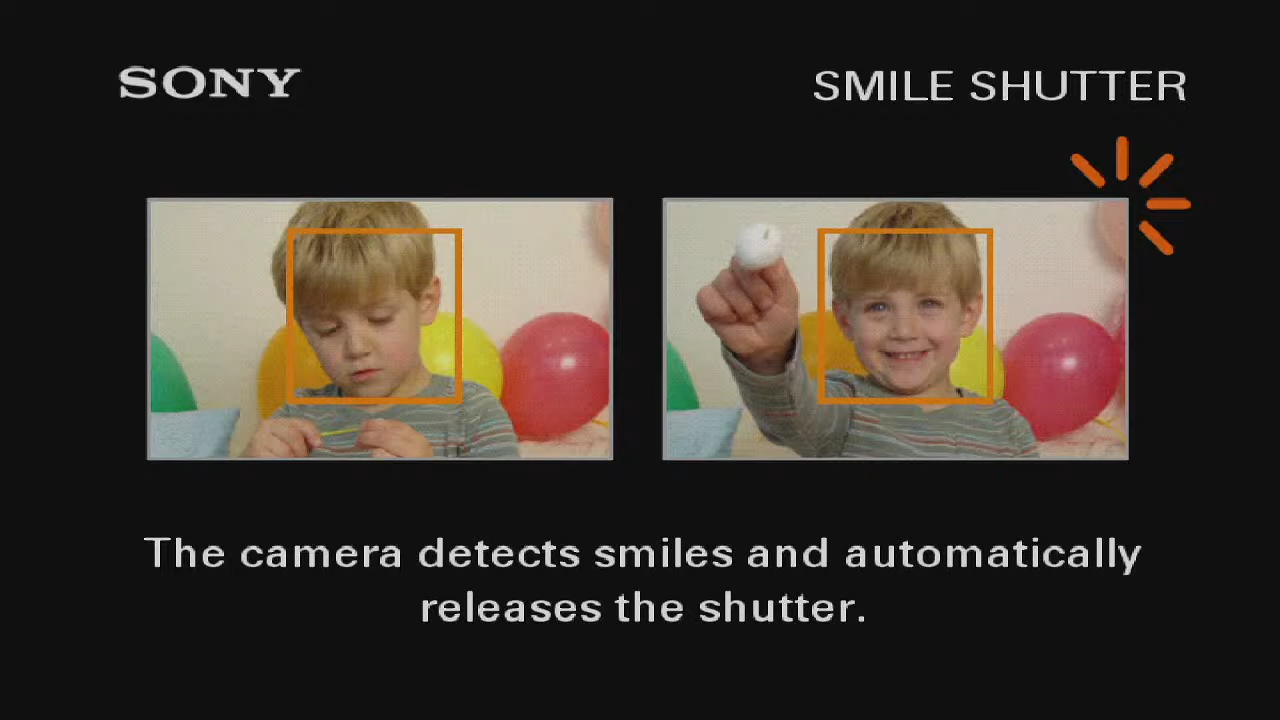 SONY
SMILE SHUTTER
The camera detects smiles and automatically
releases the shutter.